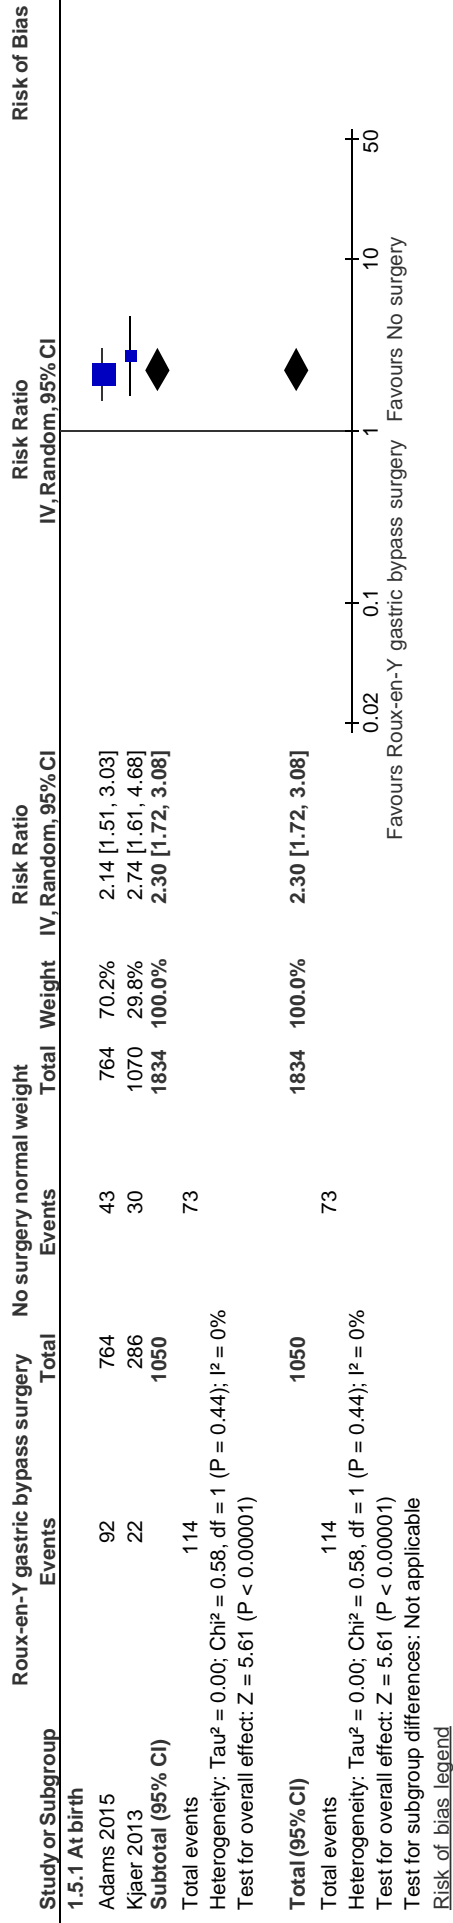 Roux-en-Y gastric bypass surgery No surgery normal weight Risk Ratio Risk Ratio Risk of Bias
Study or Subgroup Events Total Events Total Weight IV, Random, 95% CI IV, Random, 95% CI
1.5.1 At birth
Adams 2015 92 764 43 764 70.2% 2.14 [1.51, 3.03]
Kjaer 2013 22 286 30 1070 29.8% 2.74 [1.61, 4.68]
Subtotal (95% CI) 1050 1834 100.0% 2.30 [1.72, 3.08]
Total events 114 73
Heterogeneity: Tau² = 0.00; Chi² = 0.58, df = 1 (P = 0.44); I² = 0%
Test for overall effect: Z = 5.61 (P < 0.00001)
Total (95% CI) 1050 1834 100.0% 2.30 [1.72, 3.08]
Total events 114 73
Heterogeneity: Tau² = 0.00; Chi² = 0.58, df = 1 (P = 0.44); I² = 0%
Test for overall effect: Z = 5.61 (P < 0.00001)
Test for subgroup differences: Not applicable
0.02 0.1 1 10 50
Favours Roux-en-Y gastric bypass surgery Favours No surgery
Risk of bias legend